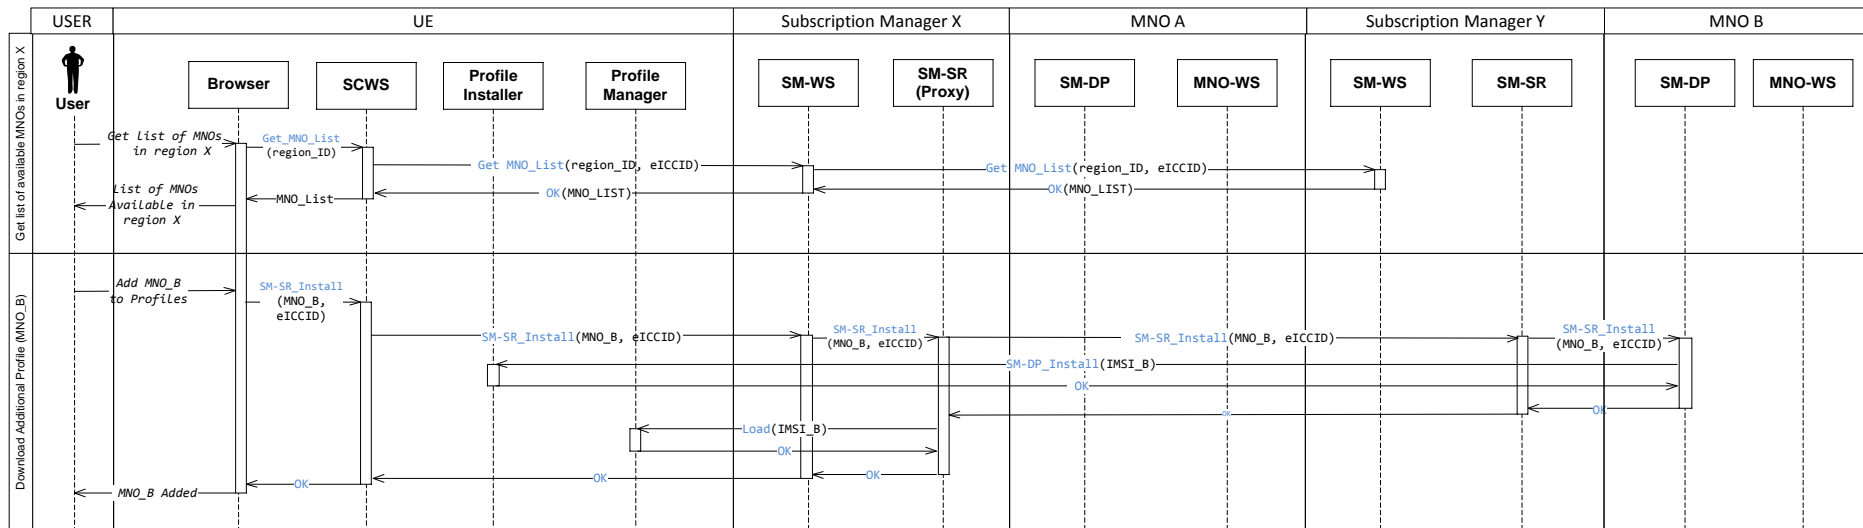 USER
UE
Subscription Manager X
MNO A
Subscription Manager Y
MNO B
Get list of available MNOs in region X
User
Browser
SCWS
Profile
Installer
Profile
Manager
SM-WS
SM-SR
(Proxy)
SM-DP
MNO-WS
SM-WS
SM-SR
SM-DP
MNO-WS
Get list of MNOs
in region X
Get_MNO_List
(region_ID)
Get MNO_List(region_ID, eICCID)
Get MNO_List(region_ID, eICCID)
OK(MNO_LIST)
OK(MNO_LIST)
MNO_List
List of MNOs
Available in
region X
Download Additional Profile (MNO_B)
Add MNO_B
to Profiles
SM-SR_Install
(MNO_B,
eICCID)
SM-SR_Install(MNO_B, eICCID)
SM-SR_Install
(MNO_B, eICCID)
SM-SR_Install(MNO_B, eICCID)
SM-SR_Install
(MNO_B, eICCID)
SM-DP_Install(IMSI_B)
OK
OK
OK
Load(IMSI_B)
OK
OK
OK
OK
MNO_B Added